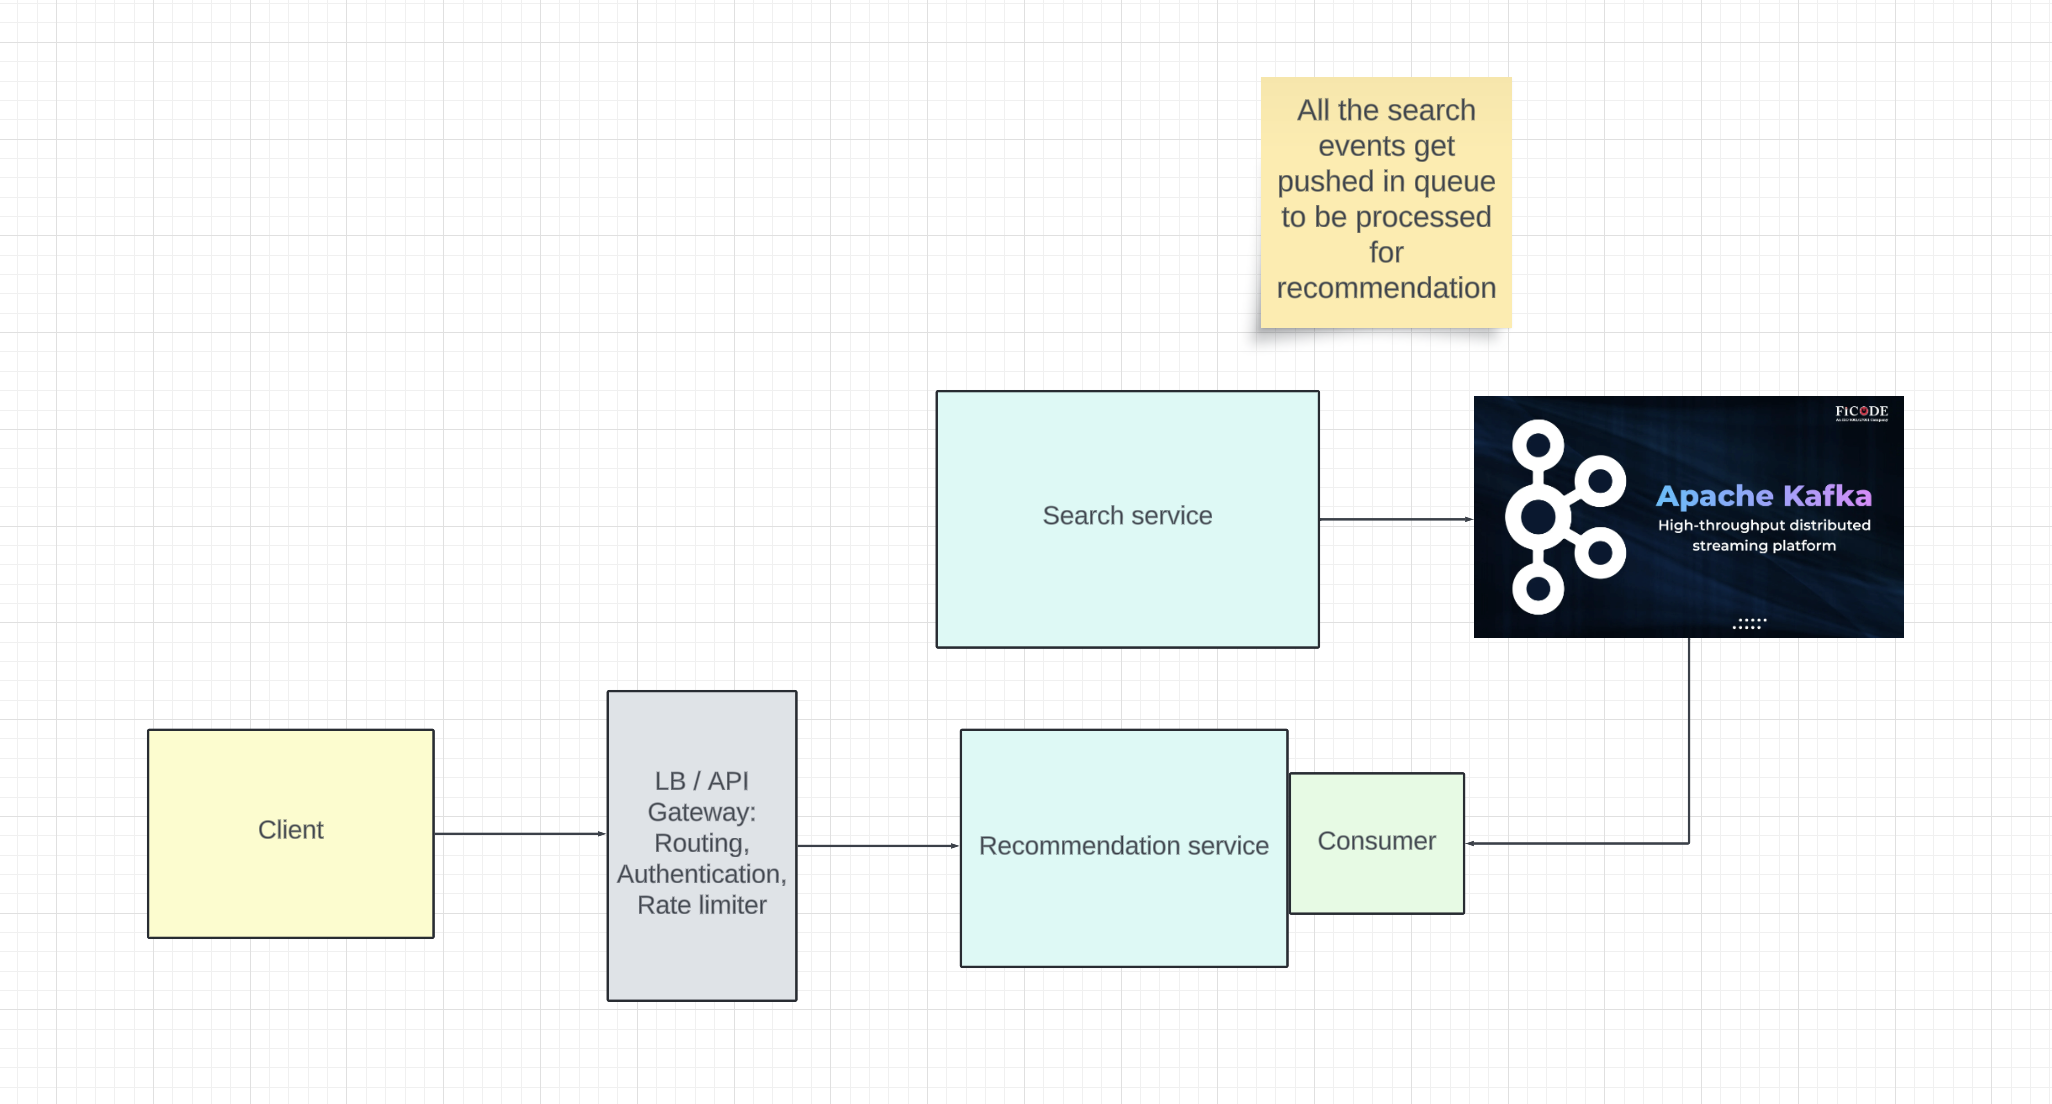 All the search
events get
pushed in queue
to be processed
for
recommendation
Search service
FiCODE
Apache Kafka
High-throughput distributed
streaming platform
Client
LB / API
Gateway:
Routing,
Authentication,
Rate limiter
Recommendation service
Consumer